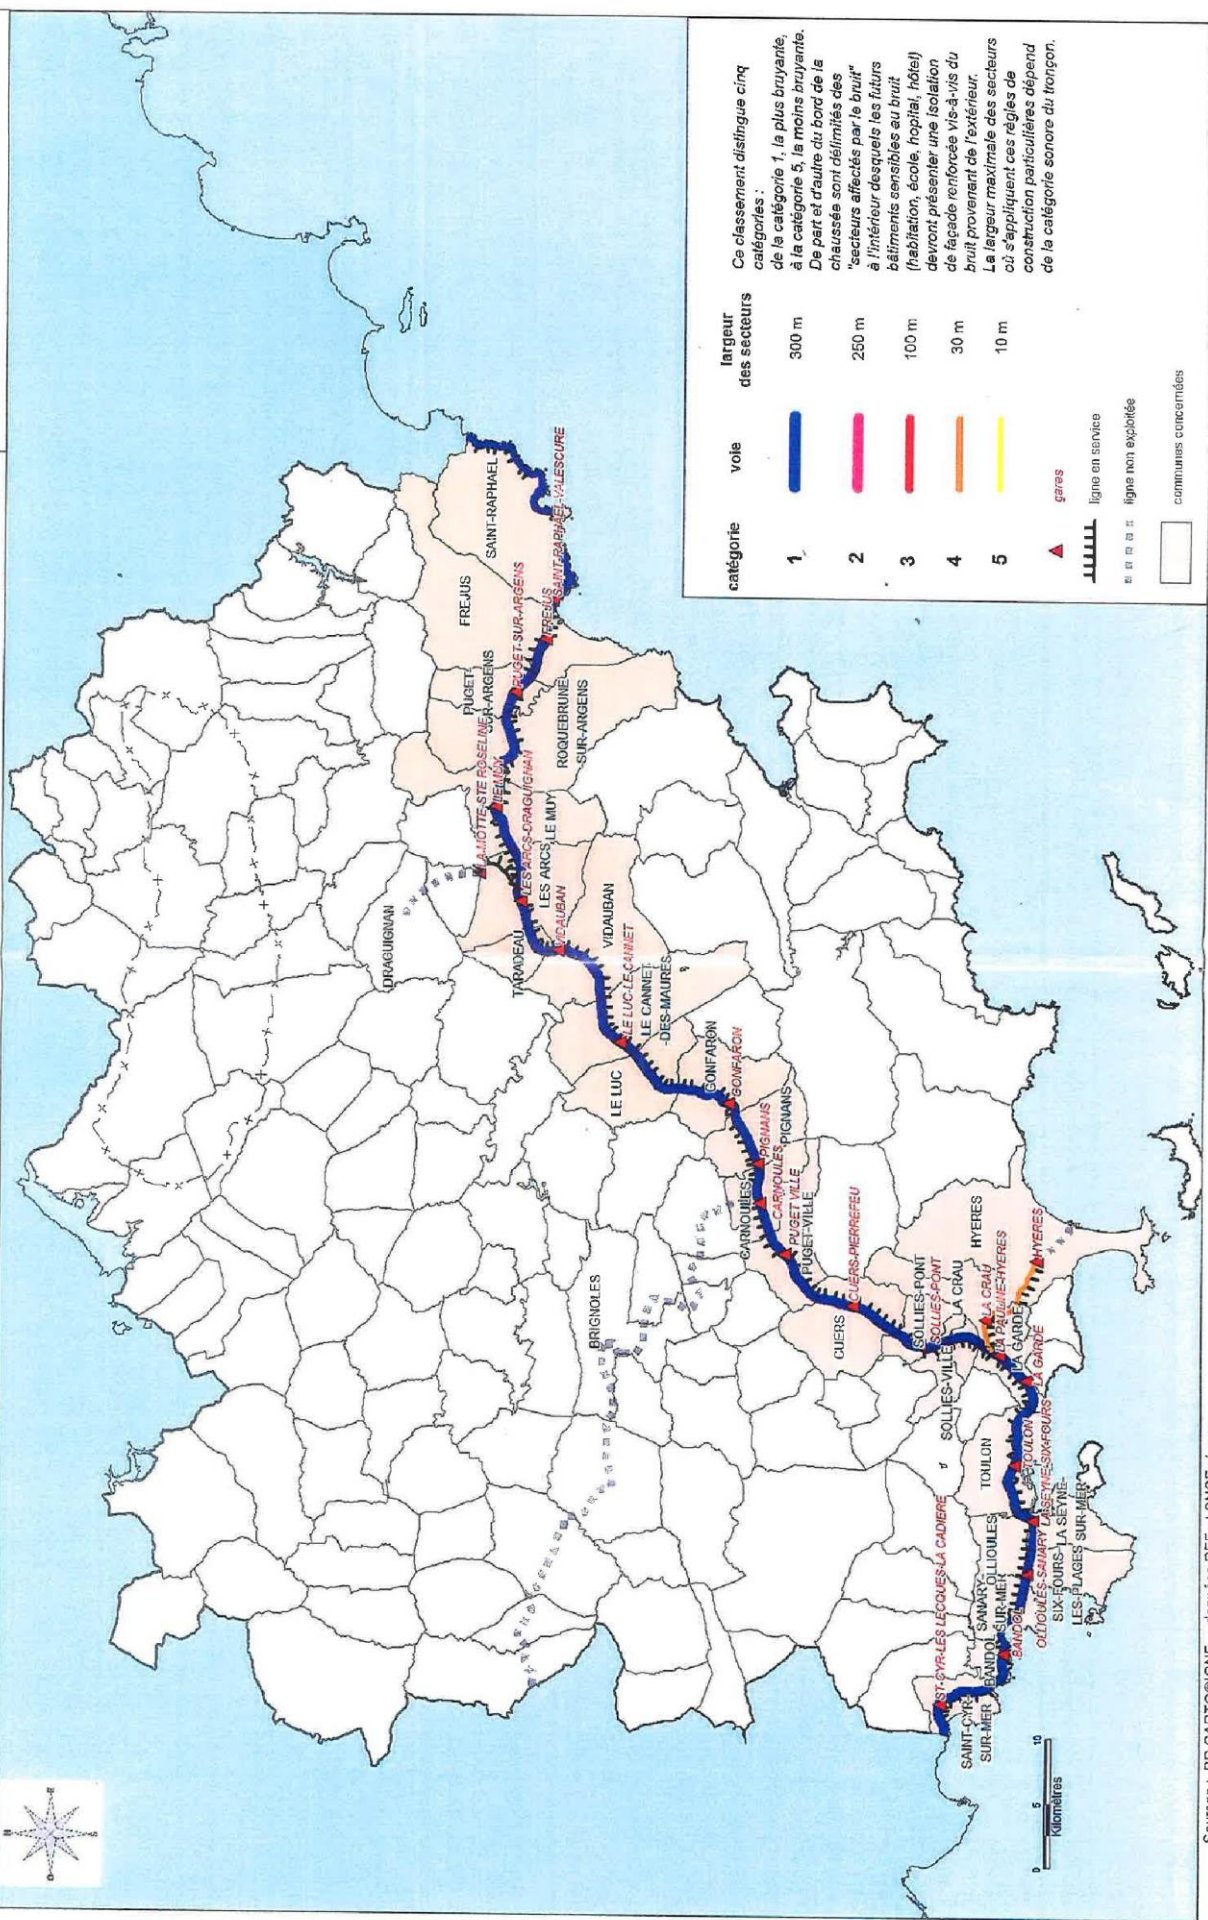 Ce classement distingue cinq
catégories :
de la catégorie 1, la plus bruyante,
à la catégorie 5, la moins bruyante.
De part et d'autre du bord de la
chaussée sont délimités des
"secteurs affectés par le bruit"
à l'intérieur desquels les futurs
bâtiments sensibles au bruit
(habitation, école, hopital, hôtel)
devront présenter une isolation
de façade renforcée vis-à-vis du
bruit provenant de l'extérieur.
La largeur maximale des secteurs
où s'appliquent ces règles de
construction particulières dépend
de la catégorie sonore du tronçon.
catégorie voie largeur
des secteurs
1 300 m
2 250 m
3 100 m
4 30 m
5 10 m
gares
ligne en service
ligne non exploitée
communes concernées
SAINT-RAPHAEL
SAINT-RAPHAEL-VALESCURE
FREJUS
FREJUS
PUGET-
SUR-ARGENS
PUGET-SUR-ARGENS
ROQUEBRUNE-
SUR-ARGENS
LA MOTTE-STE ROSELINE
LE MUY
LE MUY
LES ARCS-DRAGUIGNAN
LES ARCS
DRAGUIGNAN
TARADEAU
VIDAUBAN
VIDAUBAN
LE LUC-LE CANNET
LE CANNET
-DES-MAURES
LE LUC
GONFARON
GONFARON
PIGNANS
PIGNANS
CARNOULES
CARNOULES
PUGET VILLE
PUGET-VILLE
BRIGNOLES
CUERS-PIERREFEU
CUERS
SOLLIES-PONT
SOLLIES-PONT
SOLLIES-VILLE
LA CRAU
LA CRAU
HYERES
HYERES
LA PAULINE-HYERES
LA GARDE
LA GARDE
TOULON
TOULON
LA SEYNE-SIX-FOURS
OLLIOULES-SANARY
OLLIOULES
LA SEYNE-
SUR-MER
SIX-FOURS-
LES-PLAGES
SANARY-
SUR-MER
BANDOL
BANDOL
ST-CYR-LES LECQUES-LA CADIERE
SAINT-CYR-
SUR-MER
0 5 10
Kilomètres
N
S